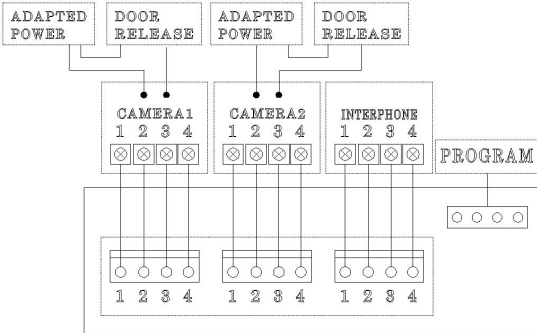 ADAPTED POWER
DOOR RELEASE
ADAPTED POWER
DOOR RELEASE
CAMERA1
1 2 3 4
CAMERA2
1 2 3 4
INTERPHONE
1 2 3 4
PROGRAM
1 2 3 4
1 2 3 4
1 2 3 4